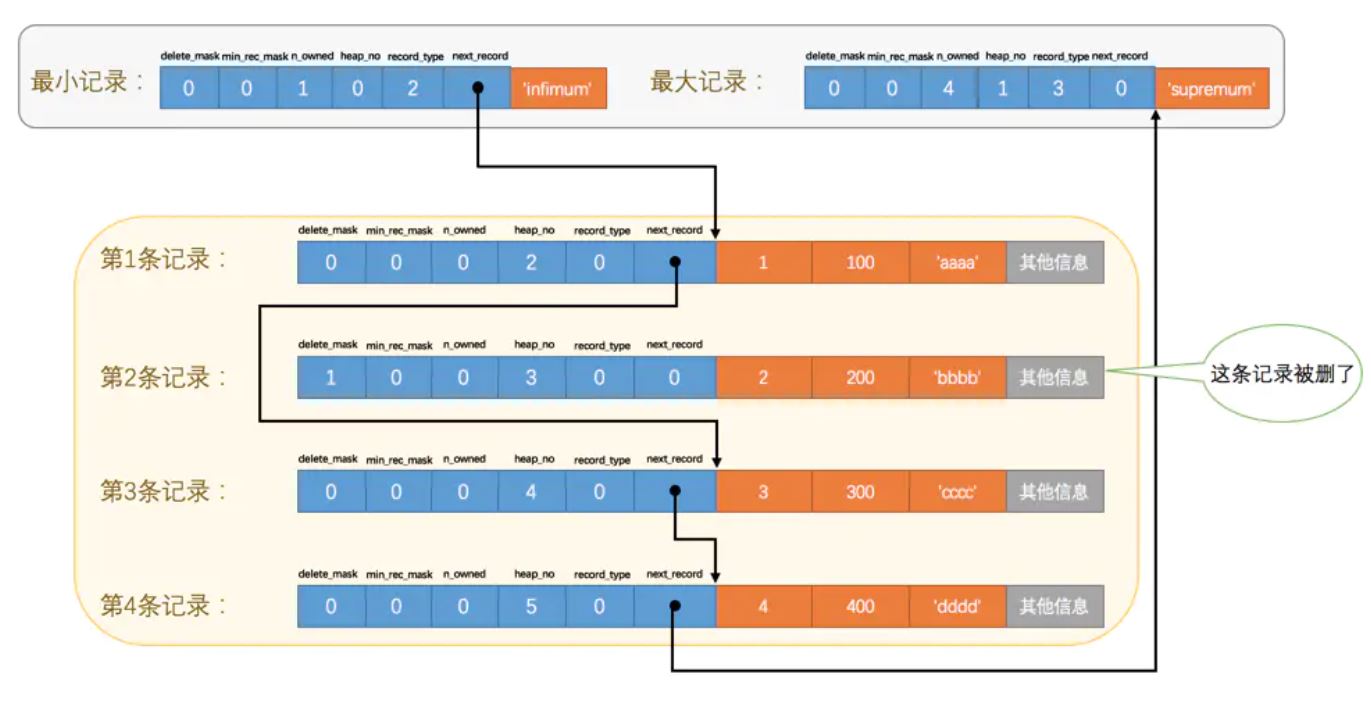 delete_mask min_rec_mask n_owned heap_no record_type next_record
最小记录： 0 0 1 0 2 'infimum'
delete_mask min_rec_mask n_owned heap_no record_type next_record
最大记录： 0 0 4 1 3 0 'supremum'
delete_mask min_rec_mask n_owned heap_no record_type next_record
第1条记录： 0 0 0 2 0 1 100 'aaaa' 其他信息
delete_mask min_rec_mask n_owned heap_no record_type next_record
第2条记录： 1 0 0 3 0 0 2 200 'bbbb' 其他信息
这条记录被删了
delete_mask min_rec_mask n_owned heap_no record_type next_record
第3条记录： 0 0 0 4 0 3 300 'cccc' 其他信息
delete_mask min_rec_mask n_owned heap_no record_type next_record
第4条记录： 0 0 0 5 0 4 400 'dddd' 其他信息